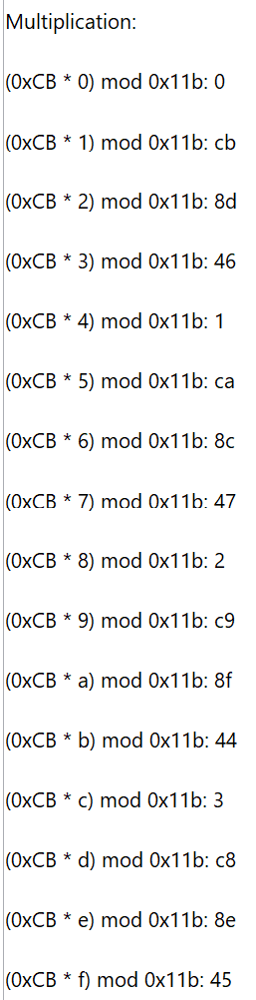 Multiplication:
(0xCB * 0) mod 0x11b: 0
(0xCB * 1) mod 0x11b: cb
(0xCB * 2) mod 0x11b: 8d
(0xCB * 3) mod 0x11b: 46
(0xCB * 4) mod 0x11b: 1
(0xCB * 5) mod 0x11b: ca
(0xCB * 6) mod 0x11b: 8c
(0xCB * 7) mod 0x11b: 47
(0xCB * 8) mod 0x11b: 2
(0xCB * 9) mod 0x11b: c9
(0xCB * a) mod 0x11b: 8f
(0xCB * b) mod 0x11b: 44
(0xCB * c) mod 0x11b: 3
(0xCB * d) mod 0x11b: c8
(0xCB * e) mod 0x11b: 8e
(0xCB * f) mod 0x11b: 45